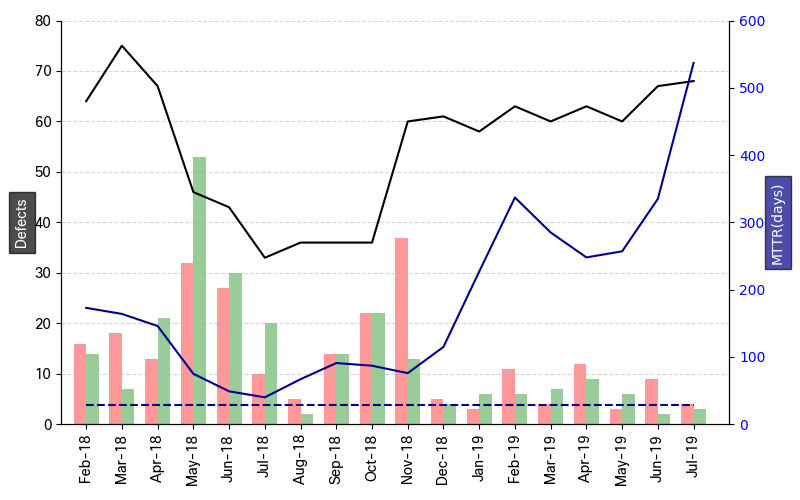 80
70
60
50
40
30
20
10
0
Defects
600
500
400
300
200
100
0
MTTR(days)
Feb-18
Mar-18
Apr-18
May-18
Jun-18
Jul-18
Aug-18
Sep-18
Oct-18
Nov-18
Dec-18
Jan-19
Feb-19
Mar-19
Apr-19
May-19
Jun-19
Jul-19